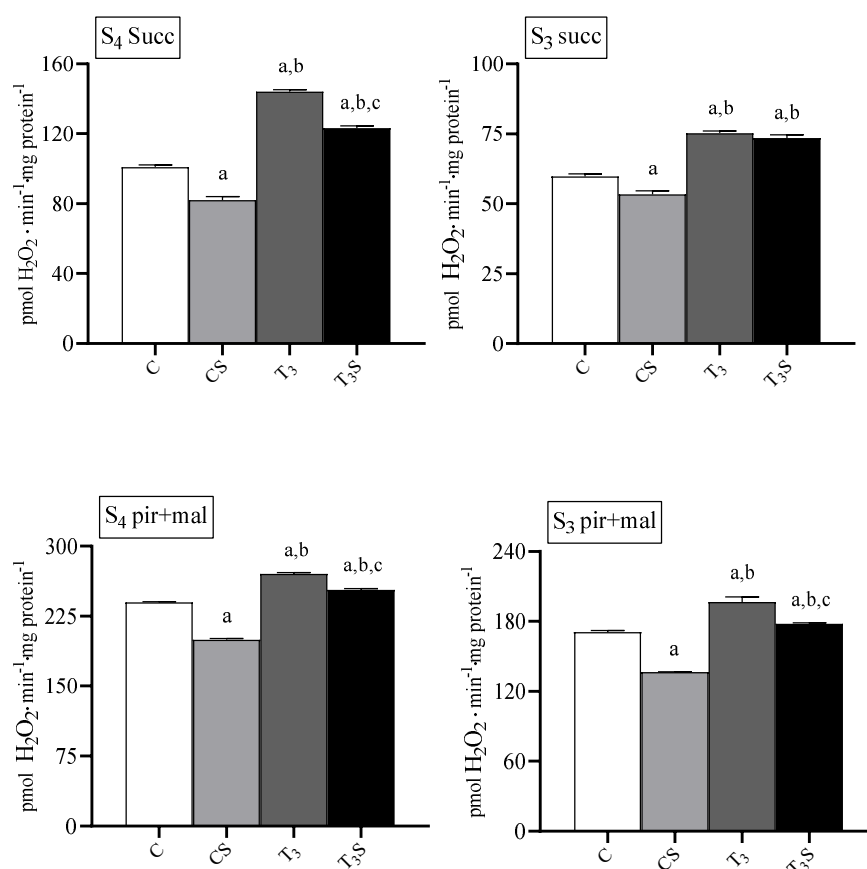 S₄ Succ
pmol H₂O₂ · min⁻¹·mg protein⁻¹
160
120
80
40
0
a
a,b
a,b,c
C
CS
T₃
T₃S
S₃ succ
pmol H₂O₂· min⁻¹·mg protein⁻¹
100
75
50
25
0
a
a,b
a,b
C
CS
T₃
T₃S
S₄ pir+mal
pmol H₂O₂· min⁻¹·mg protein⁻¹
300
225
150
75
0
a
a,b
a,b,c
C
CS
T₃
T₃S
S₃ pir+mal
pmol H₂O₂· min⁻¹·mg protein⁻¹
240
180
120
60
0
a
a,b
a,b,c
C
CS
T₃
T₃S